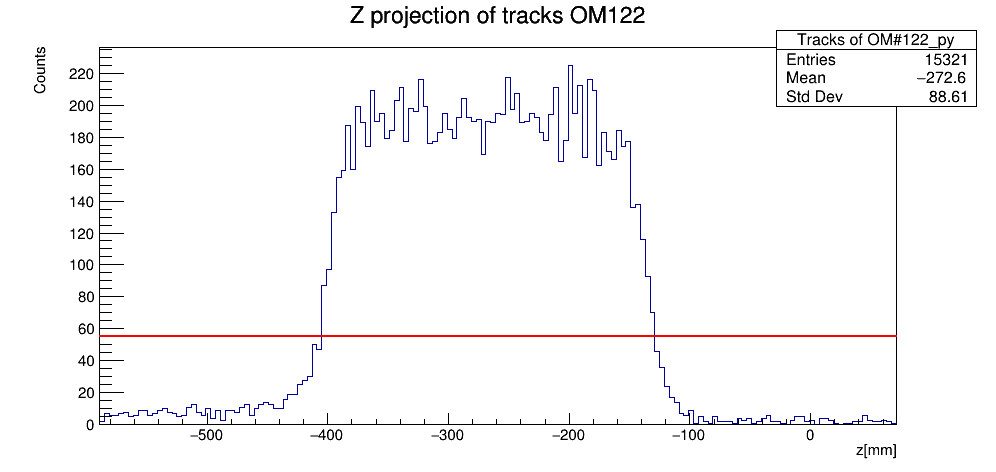 Z projection of tracks OM122
Tracks of OM#122_py
Entries 15321
Mean −272.6
Std Dev 88.61
Counts
220
200
180
160
140
120
100
80
60
40
20
0
−500 −400 −300 −200 −100 0
z[mm]